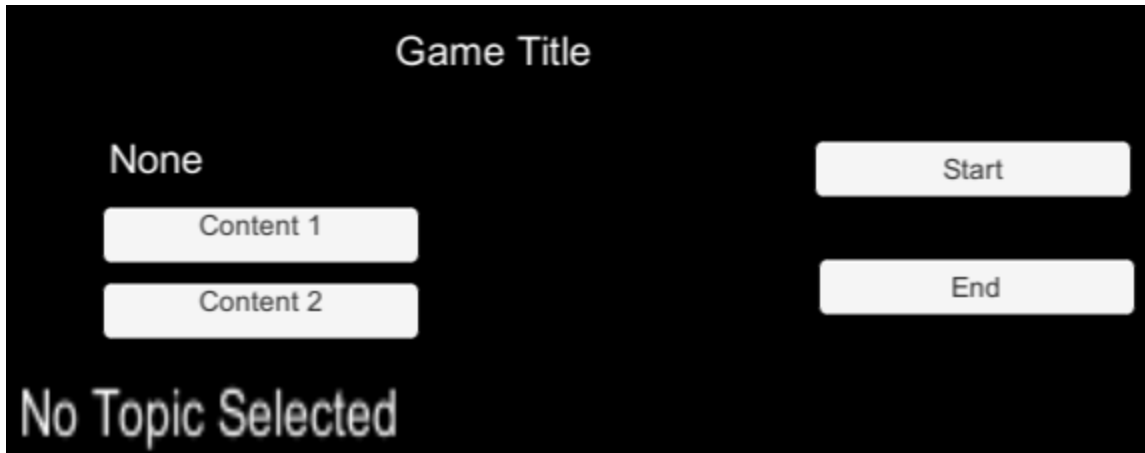 Game Title
None
Start
Content 1
Content 2
End
No Topic Selected